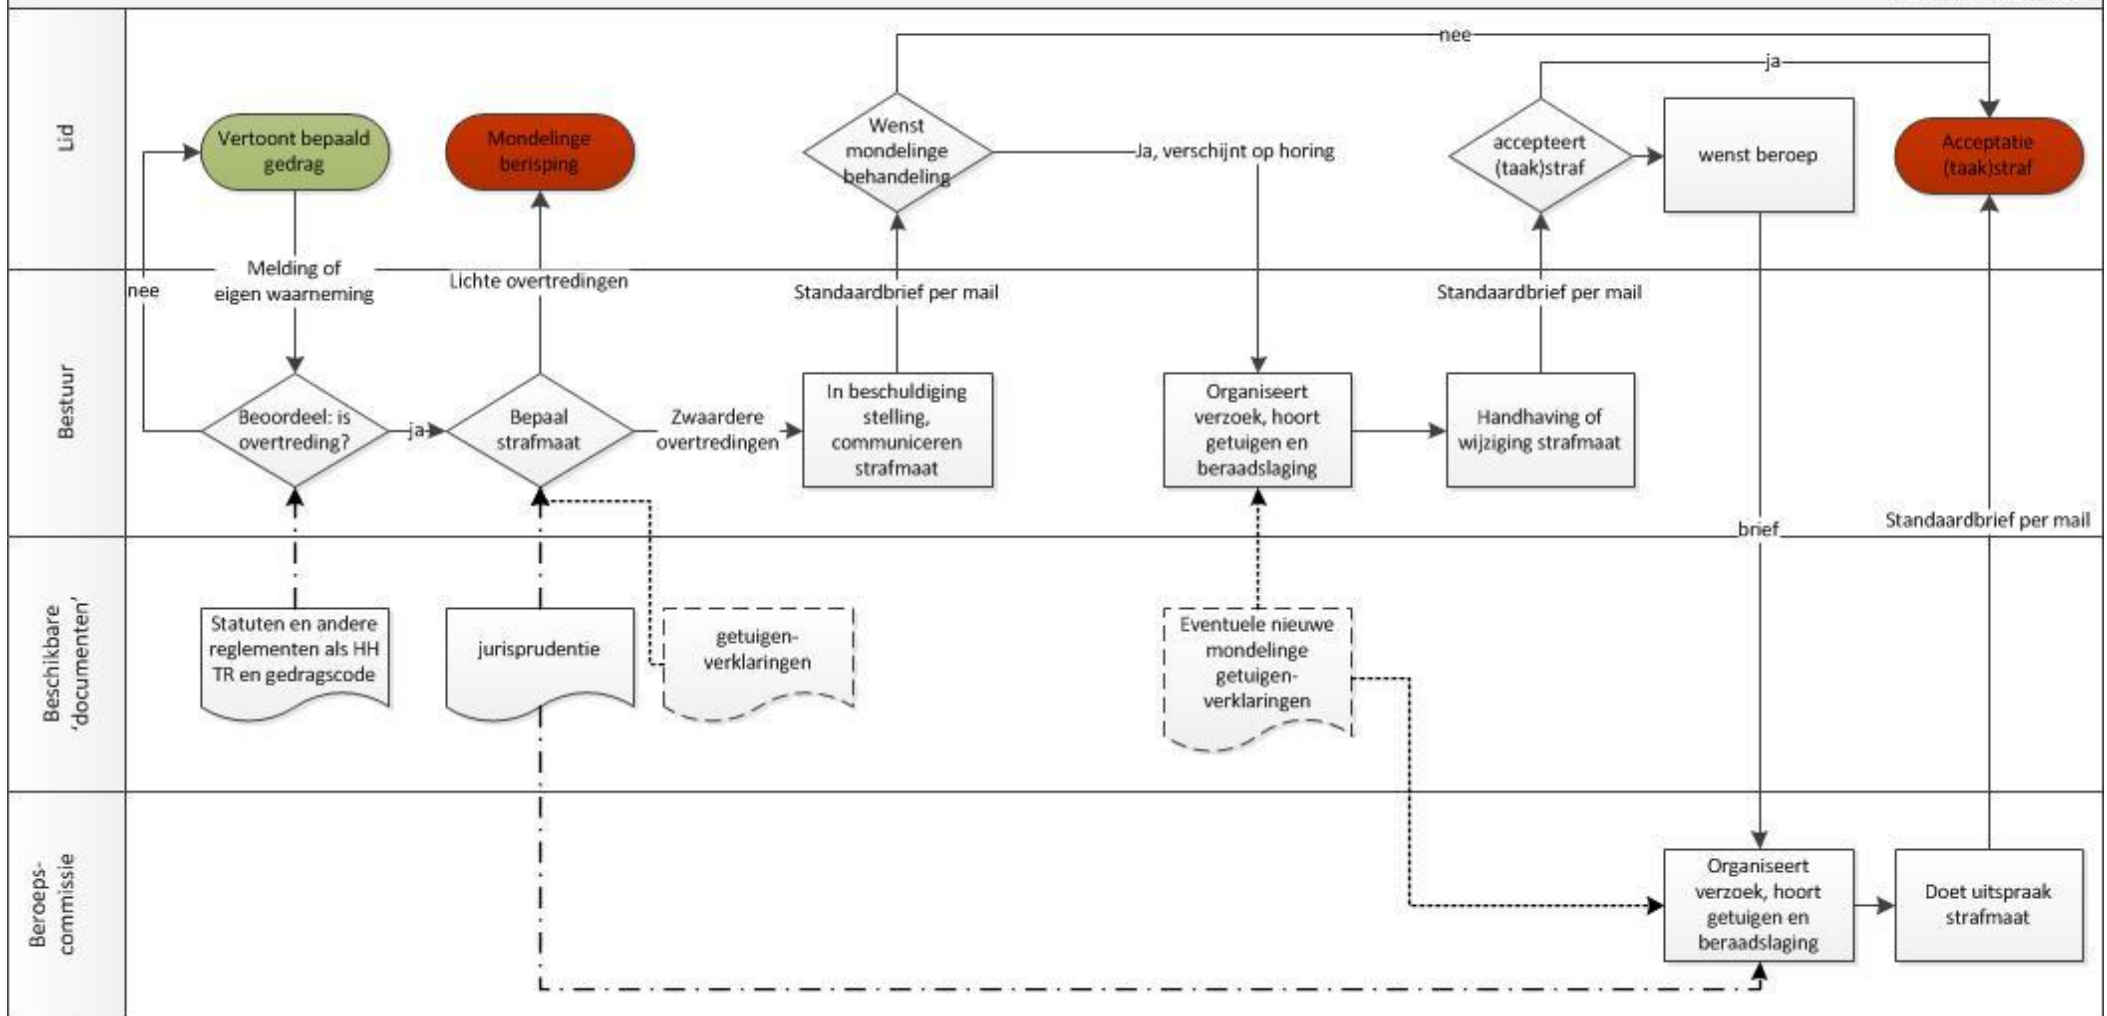 Lid
Vertoont bepaald
gedrag
Mondelinge
berisping
Wenst
mondelinge
behandeling
nee
Ja, verschijnt op horing
accepteert
(taak)straf
ja
wenst beroep
Acceptatie
(taak)straf
Bestuur
nee
Melding of
eigen waarneming
Lichte overtredingen
Standaardbrief per mail
Standaardbrief per mail
Beoordeel: is
overtreding?
ja
Bepaal
strafmaat
Zwaardere
overtredingen
In beschuldiging
stelling,
communiceren
strafmaat
Organiseert
verzoek, hoort
getuigen en
beraadslaging
Handhaving of
wijziging strafmaat
brief
Standaardbrief per mail
Beschikbare
‘documenten’
Statuten en andere
reglementen als HH
TR en gedragscode
jurisprudentie
getuigen-
verklaringen
Eventuele nieuwe
mondelinge
getuigen-
verklaringen
Beroeps-
commissie
Organiseert
verzoek, hoort
getuigen en
beraadslaging
Doet uitspraak
strafmaat